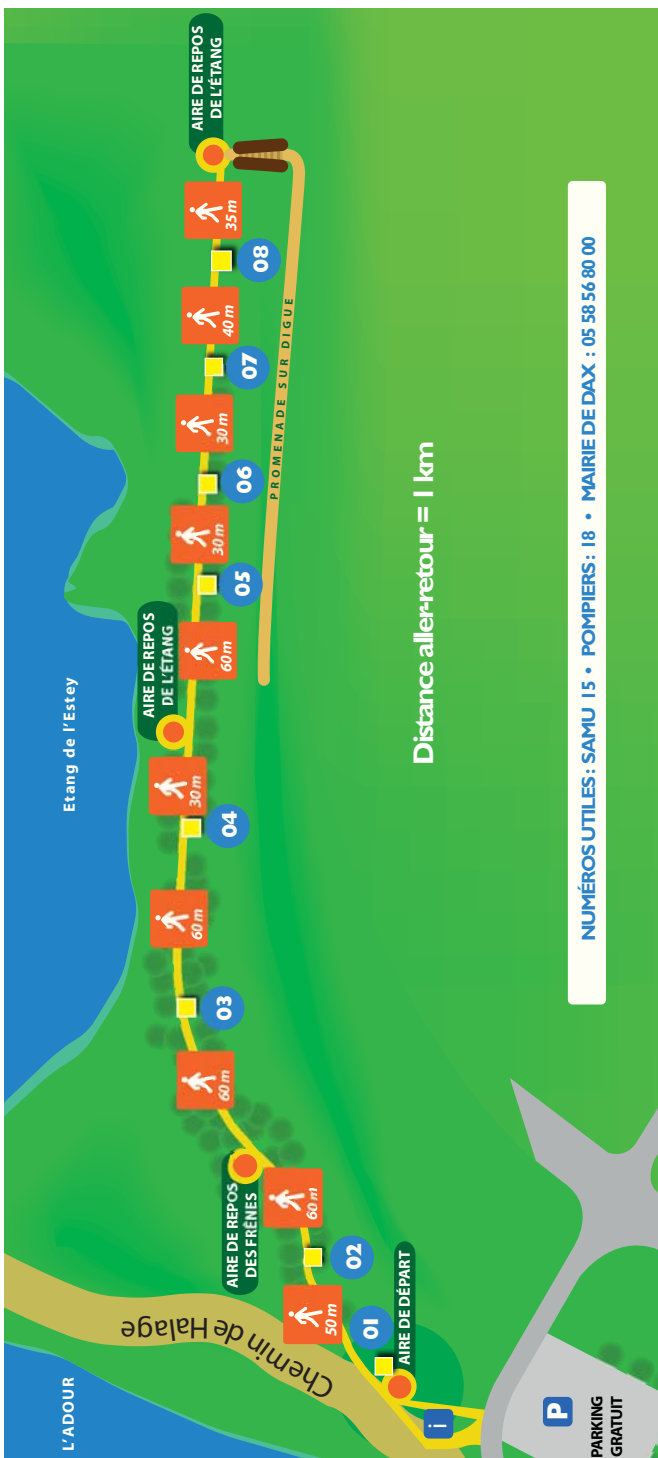 L'ADOUR
Etang de l'Estey
Chemin de Halage
PARKING
GRATUIT
P
i
AIRE DE DÉPART
01
50 m
02
60 m
AIRE DE REPOS
DES FRÊNES
60 m
03
60 m
04
30 m
AIRE DE REPOS
DE L'ÉTANG
60 m
05
30 m
06
30 m
07
40 m
08
35 m
AIRE DE REPOS
DE L'ÉTANG
PROMENADE SUR DIGUE
Distance aller-retour = 1 km
NUMÉROS UTILES : SAMU 15 • POMPIERS : 18 • MAIRIE DE DAX : 05 58 56 80 00